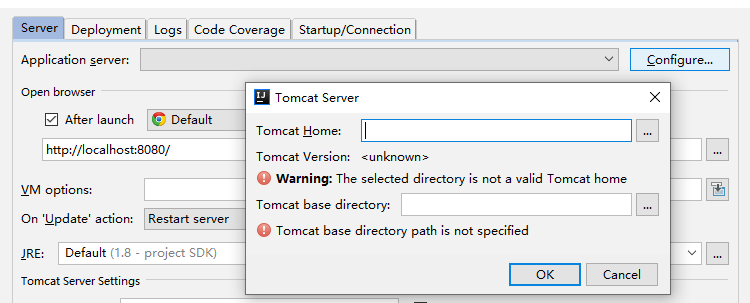 Server Deployment Logs Code Coverage Startup/Connection
Application server: Configure...
Open browser
After launch Default
http://localhost:8080/ ...
VM options:
On 'Update' action: Restart server
JRE: Default (1.8 - project SDK) ...
Tomcat Server Settings
Tomcat Server
Tomcat Home: ...
Tomcat Version: <unknown>
Warning: The selected directory is not a valid Tomcat home
Tomcat base directory: ...
Tomcat base directory path is not specified
OK Cancel